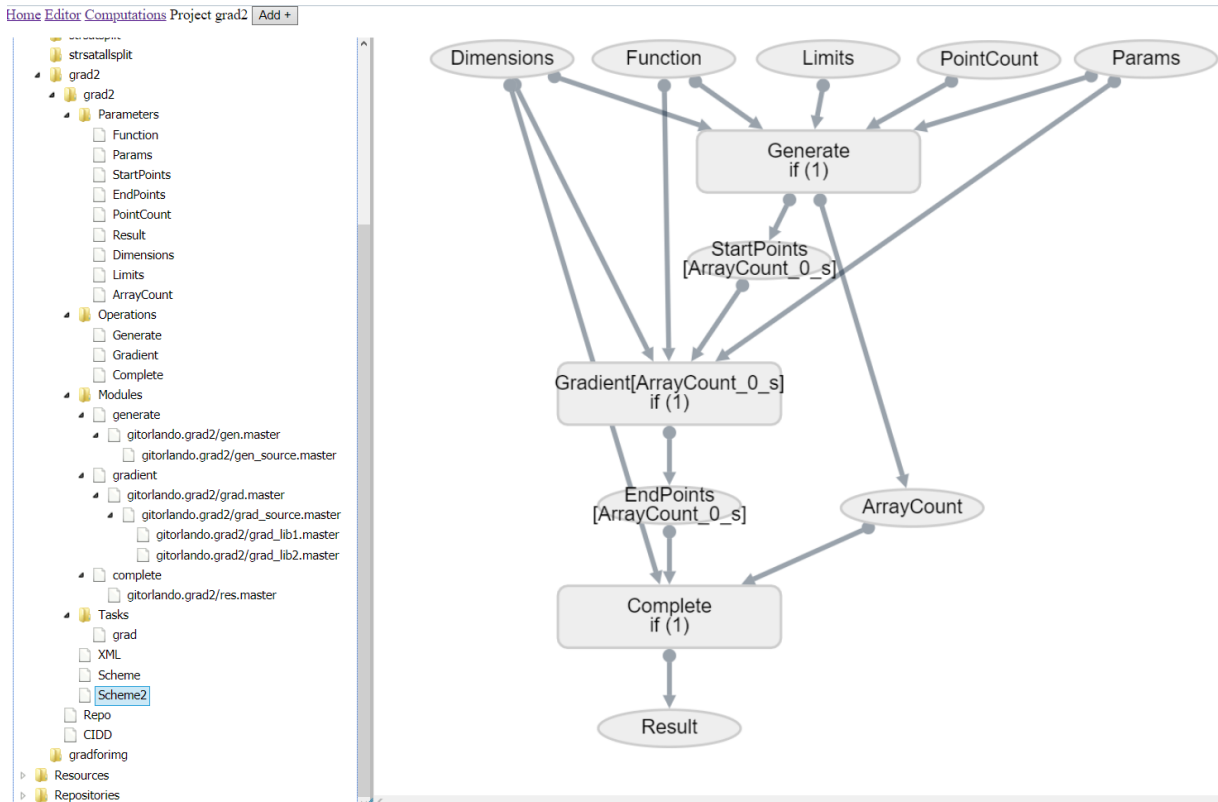 Home Editor Computations Project grad2 Add +
strsatallsplit
grad2
grad2
Parameters
Function
Params
StartPoints
EndPoints
PointCount
Result
Dimensions
Limits
ArrayCount
Operations
Generate
Gradient
Complete
Modules
generate
gitorlando.grad2/gen.master
gitorlando.grad2/gen_source.master
gradient
gitorlando.grad2/grad.master
gitorlando.grad2/grad_source.master
gitorlando.grad2/grad_lib1.master
gitorlando.grad2/grad_lib2.master
complete
gitorlando.grad2/res.master
Tasks
grad
XML
Scheme
Scheme2
Repo
CIDD
gradforimg
Resources
Repositories
Dimensions
Function
Limits
PointCount
Params
Generate
if (1)
StartPoints
[ArrayCount_0_s]
Gradient[ArrayCount_0_s]
if (1)
EndPoints
[ArrayCount_0_s]
ArrayCount
Complete
if (1)
Result